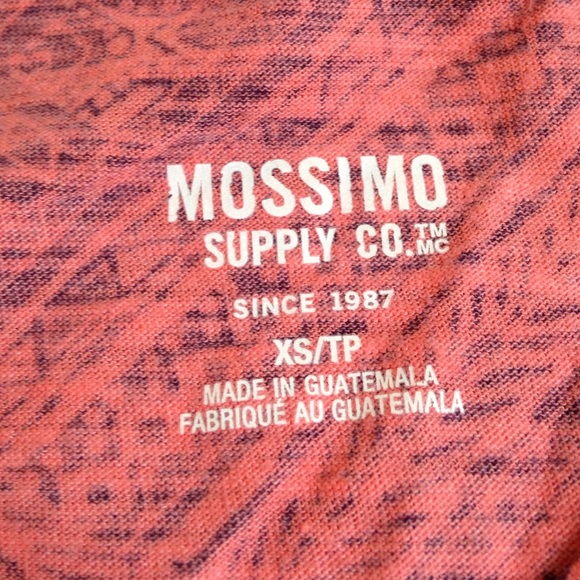 MOSSIMO
SUPPLY CO.™ MC
SINCE 1987
XS/TP
MADE IN GUATEMALA
FABRIQUÉ AU GUATEMALA